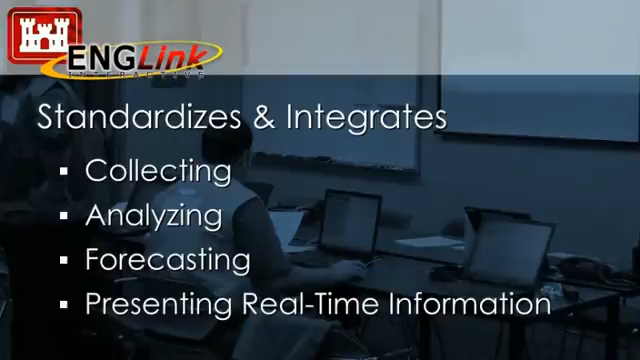 ENGLink
INTERACTIVE
Standardizes & Integrates
▪ Collecting
▪ Analyzing
▪ Forecasting
▪ Presenting Real-Time Information